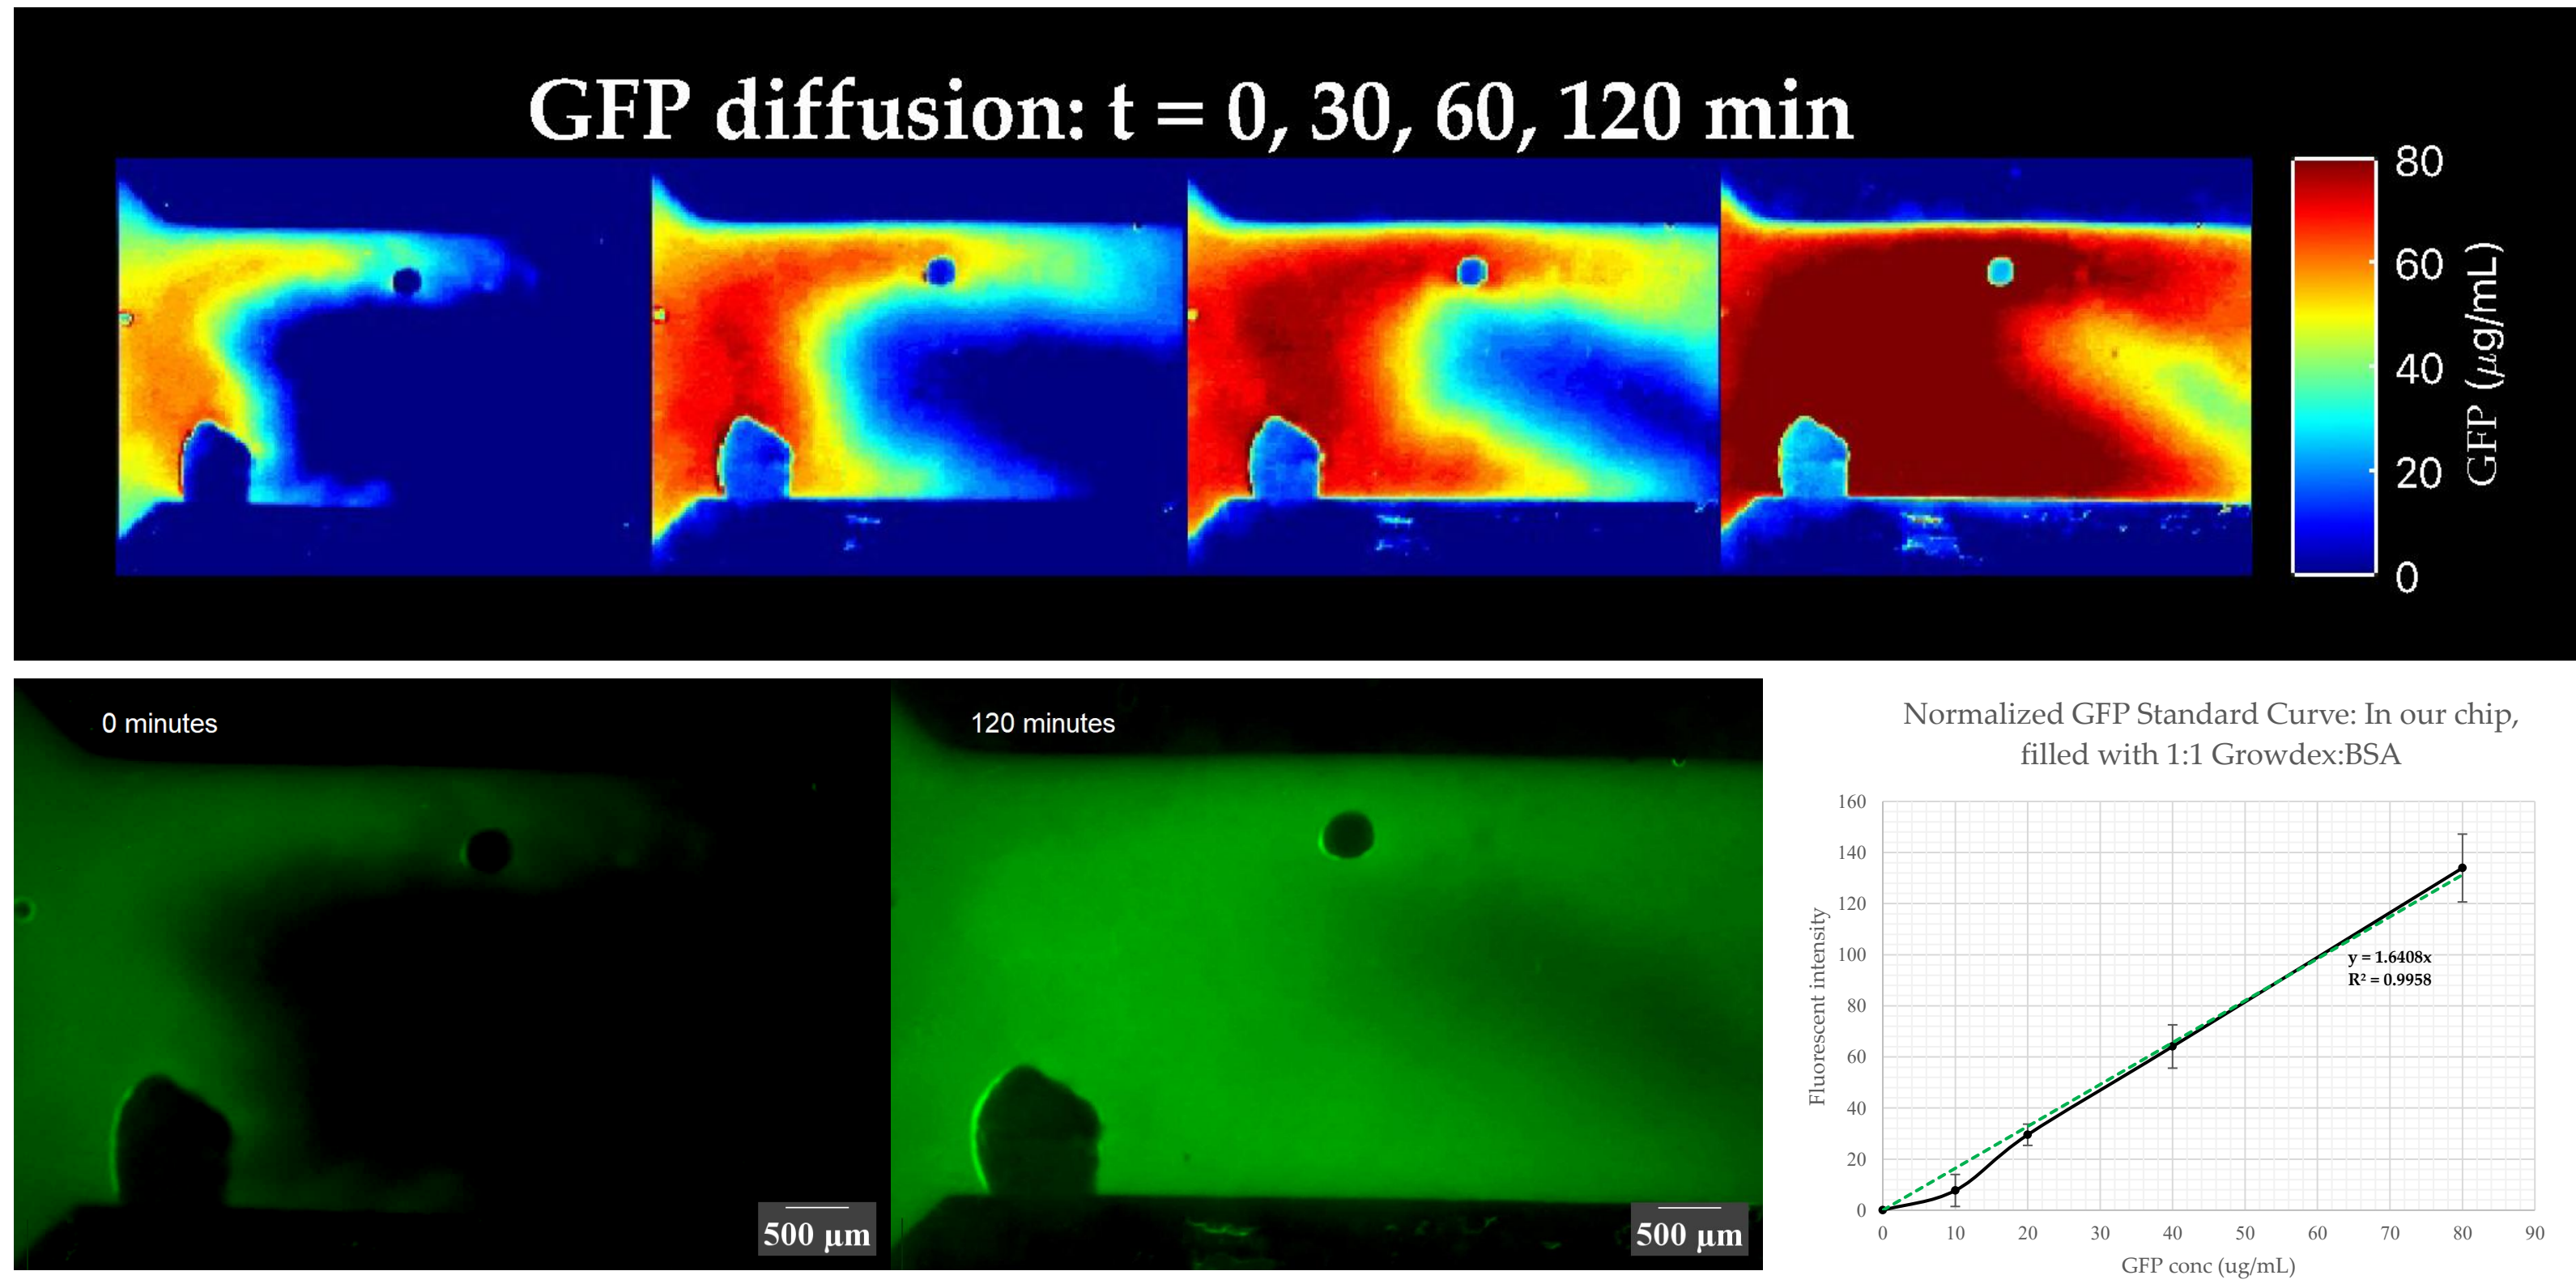 GFP diffusion: t = 0, 30, 60, 120 min
80
60
40
20
0
GFP (μg/mL)
0 minutes
500 μm
120 minutes
500 μm
Normalized GFP Standard Curve: In our chip,
filled with 1:1 Growdex:BSA
160
140
120
100
80
60
40
20
0
Fluorescent intensity
y = 1.6408x
R² = 0.9958
0 10 20 30 40 50 60 70 80 90
GFP conc (ug/mL)